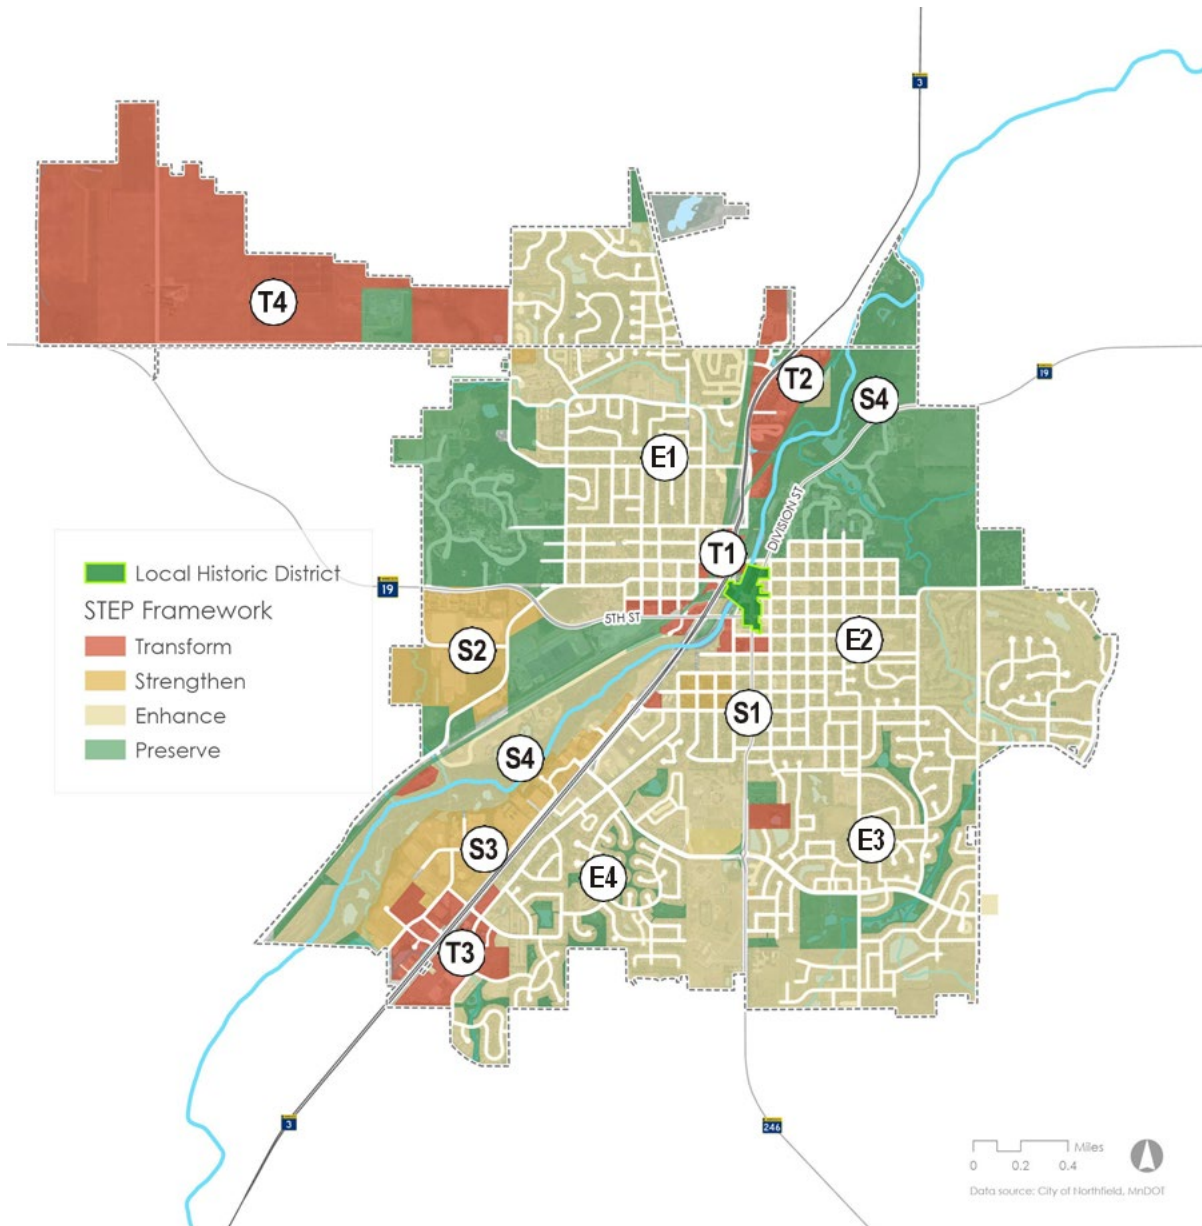 3
T4
T2
19
S4
E1
DIVISION ST
T1
Local Historic District
19
STEP Framework
5TH ST
Transform
E2
S2
Strengthen
Enhance
S1
Preserve
S4
E3
S3
E4
T3
3
246
Miles
0 0.2 0.4
Data source: City of Northfield, MnDOT